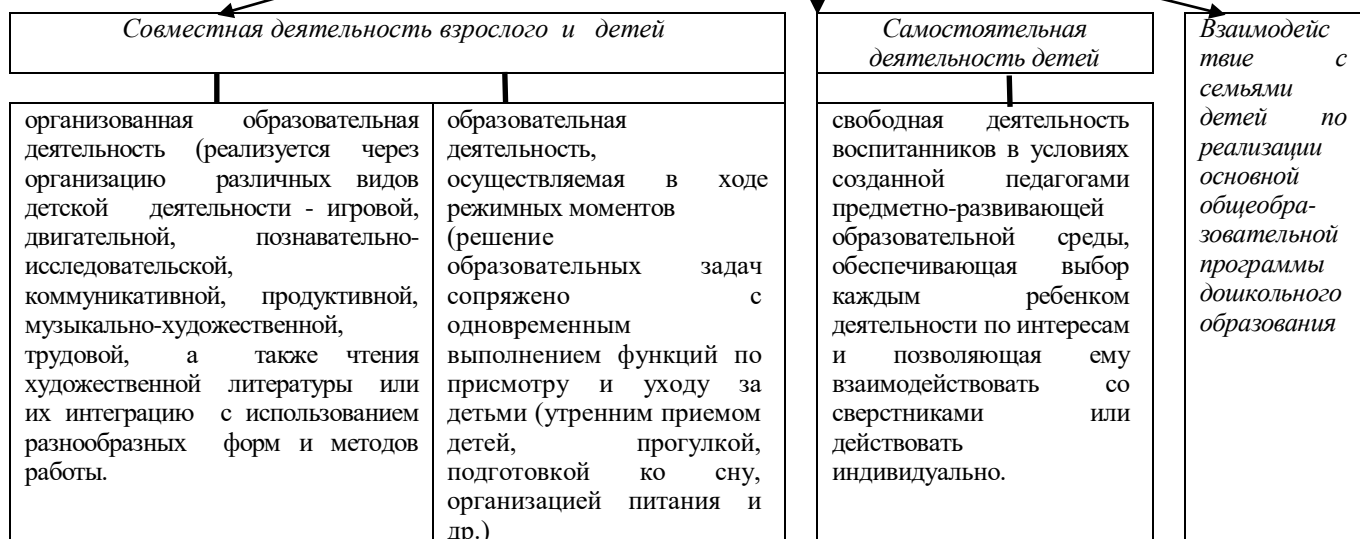 Совместная деятельность взрослого и детей
организованная образовательная
деятельность (реализуется через
организацию различных видов
детской деятельности - игровой,
двигательной, познавательно-
исследовательской,
коммуникативной, продуктивной,
музыкально-художественной,
трудовой, а также чтения
художественной литературы или
их интеграцию с использованием
разнообразных форм и методов
работы.
образовательная
деятельность,
осуществляемая в ходе
режимных моментов
(решение
образовательных задач
сопряжено с
одновременным
выполнением функций по
присмотру и уходу за
детьми (утренним приемом
детей, прогулкой,
подготовкой ко сну,
организацией питания и
др.)
Самостоятельная
деятельность детей
свободная деятельность
воспитанников в условиях
созданной педагогами
предметно-развивающей
образовательной среды,
обеспечивающая выбор
каждым ребенком
деятельности по интересам
и позволяющая ему
взаимодействовать со
сверстниками или
действовать
индивидуально.
Взаимодейс
твие с
семьями
детей по
реализации
основной
общеобра-
зовательной
программы
дошкольного
образования